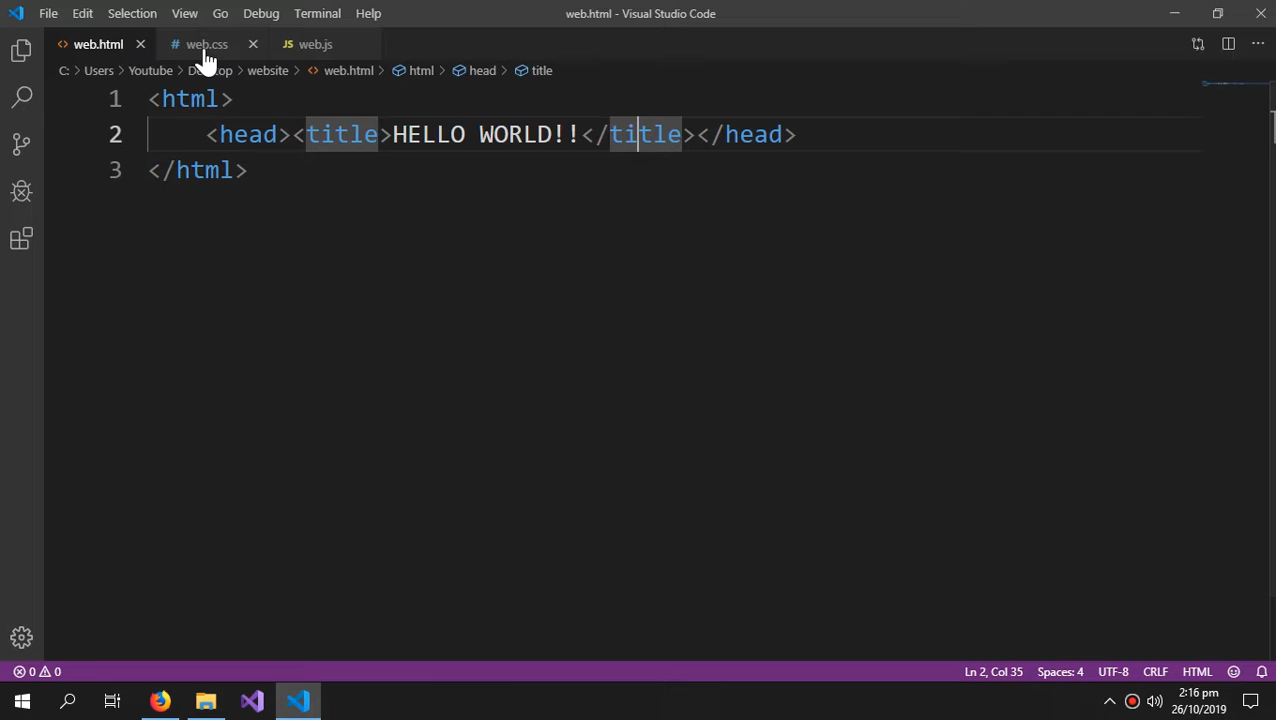 File Edit Selection View Go Debug Terminal Help web.html - Visual Studio Code
web.html web.css JS web.js
C: > Users > Youtube > > website > web.html > html > head > title
1 <html>
2 <head><title>HELLO WORLD!!</title></head>
3 </html>
0 0 Ln 2, Col 35 Spaces: 4 UTF-8 CRLF HTML
2:16 pm
26/10/2019